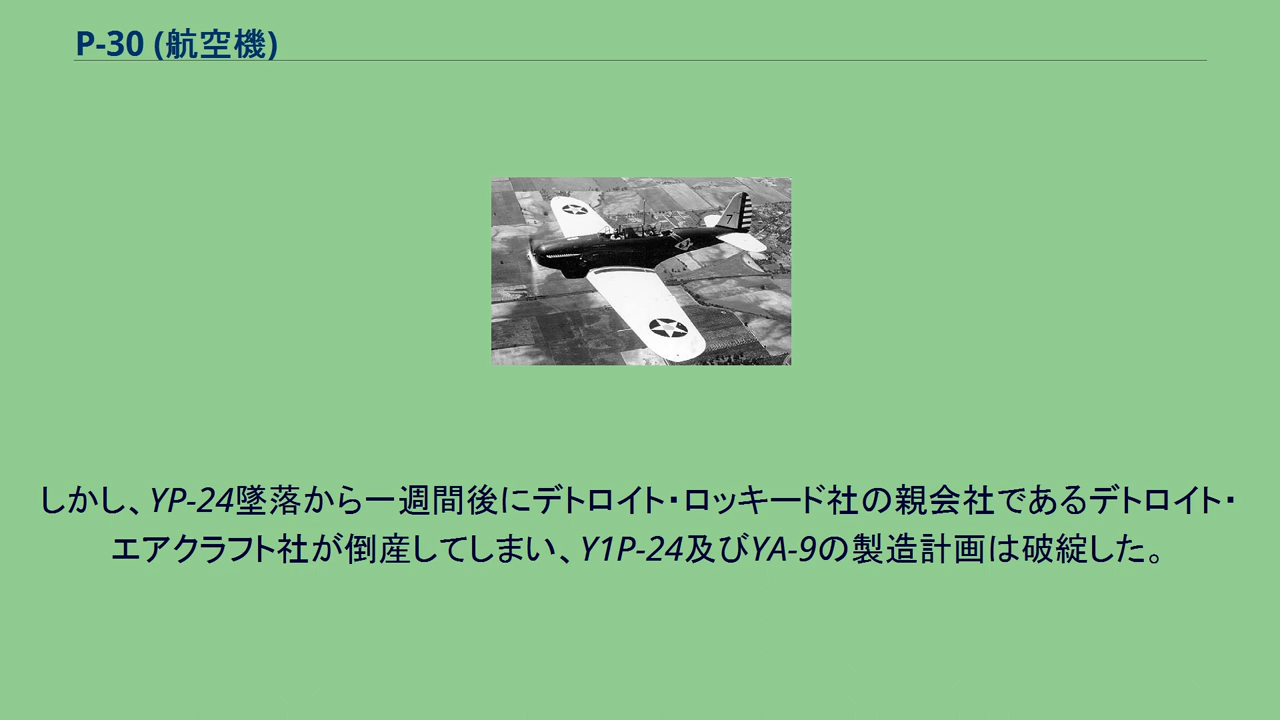 P-30 (航空機)
7
しかし、YP-24墜落から一週間後にデトロイト・ロッキード社の親会社であるデトロイト・
エアクラフト社が倒産してしまい、Y1P-24及びYA-9の製造計画は破綻した。